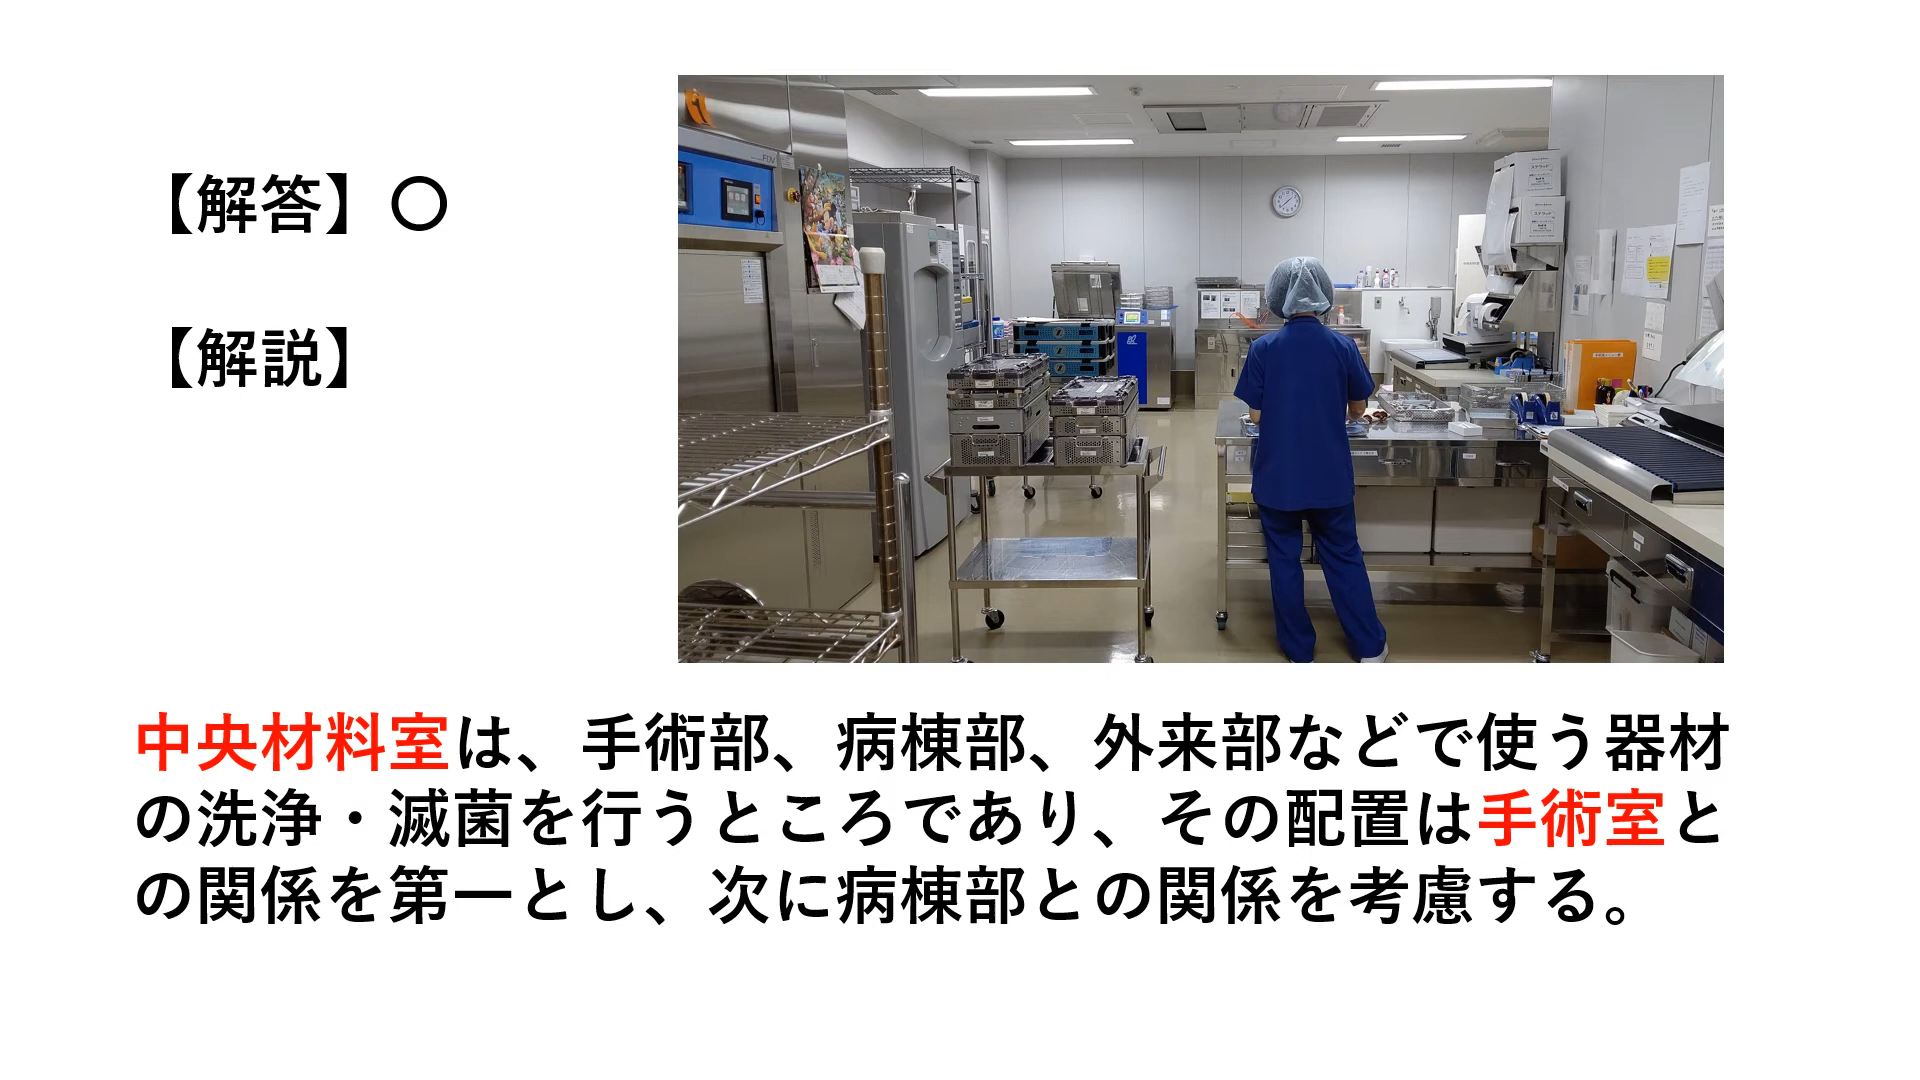 【解答】〇
【解説】
中央材料室は、手術部、病棟部、外来部などで使う器材
の洗浄・滅菌を行うところであり、その配置は手術室と
の関係を第一とし、次に病棟部との関係を考慮する。